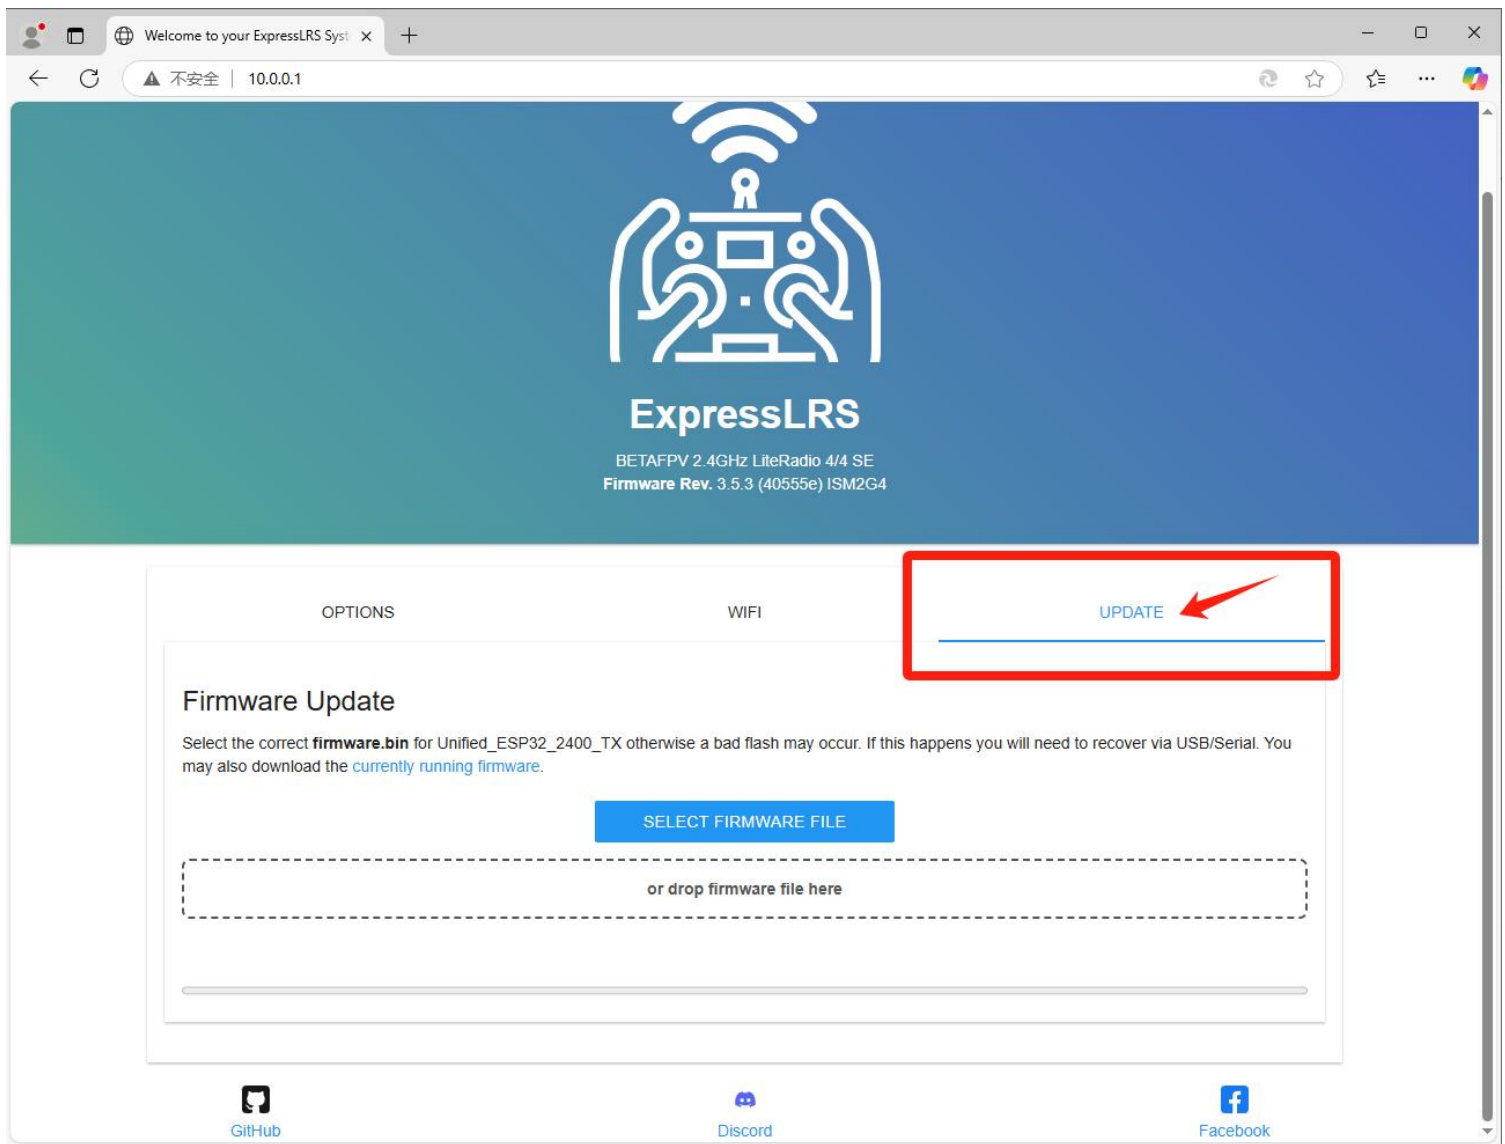 Welcome to your ExpressLRS Syst
不安全
10.0.0.1
ExpressLRS
BETAFPV 2.4GHz LiteRadio 4/4 SE
Firmware Rev. 3.5.3 (40555e) ISM2G4
OPTIONS
WIFI
UPDATE
Firmware Update
Select the correct firmware.bin for Unified_ESP32_2400_TX otherwise a bad flash may occur. If this happens you will need to recover via USB/Serial. You
may also download the currently running firmware.
SELECT FIRMWARE FILE
or drop firmware file here
GitHub
Discord
Facebook